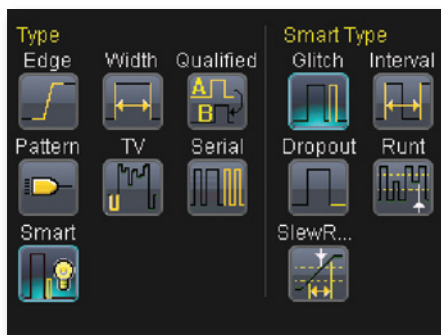 Type
Edge Width Qualified
A
B
Pattern TV Serial
Smart
Smart Type
Glitch Interval
Dropout Runt
SlewR...